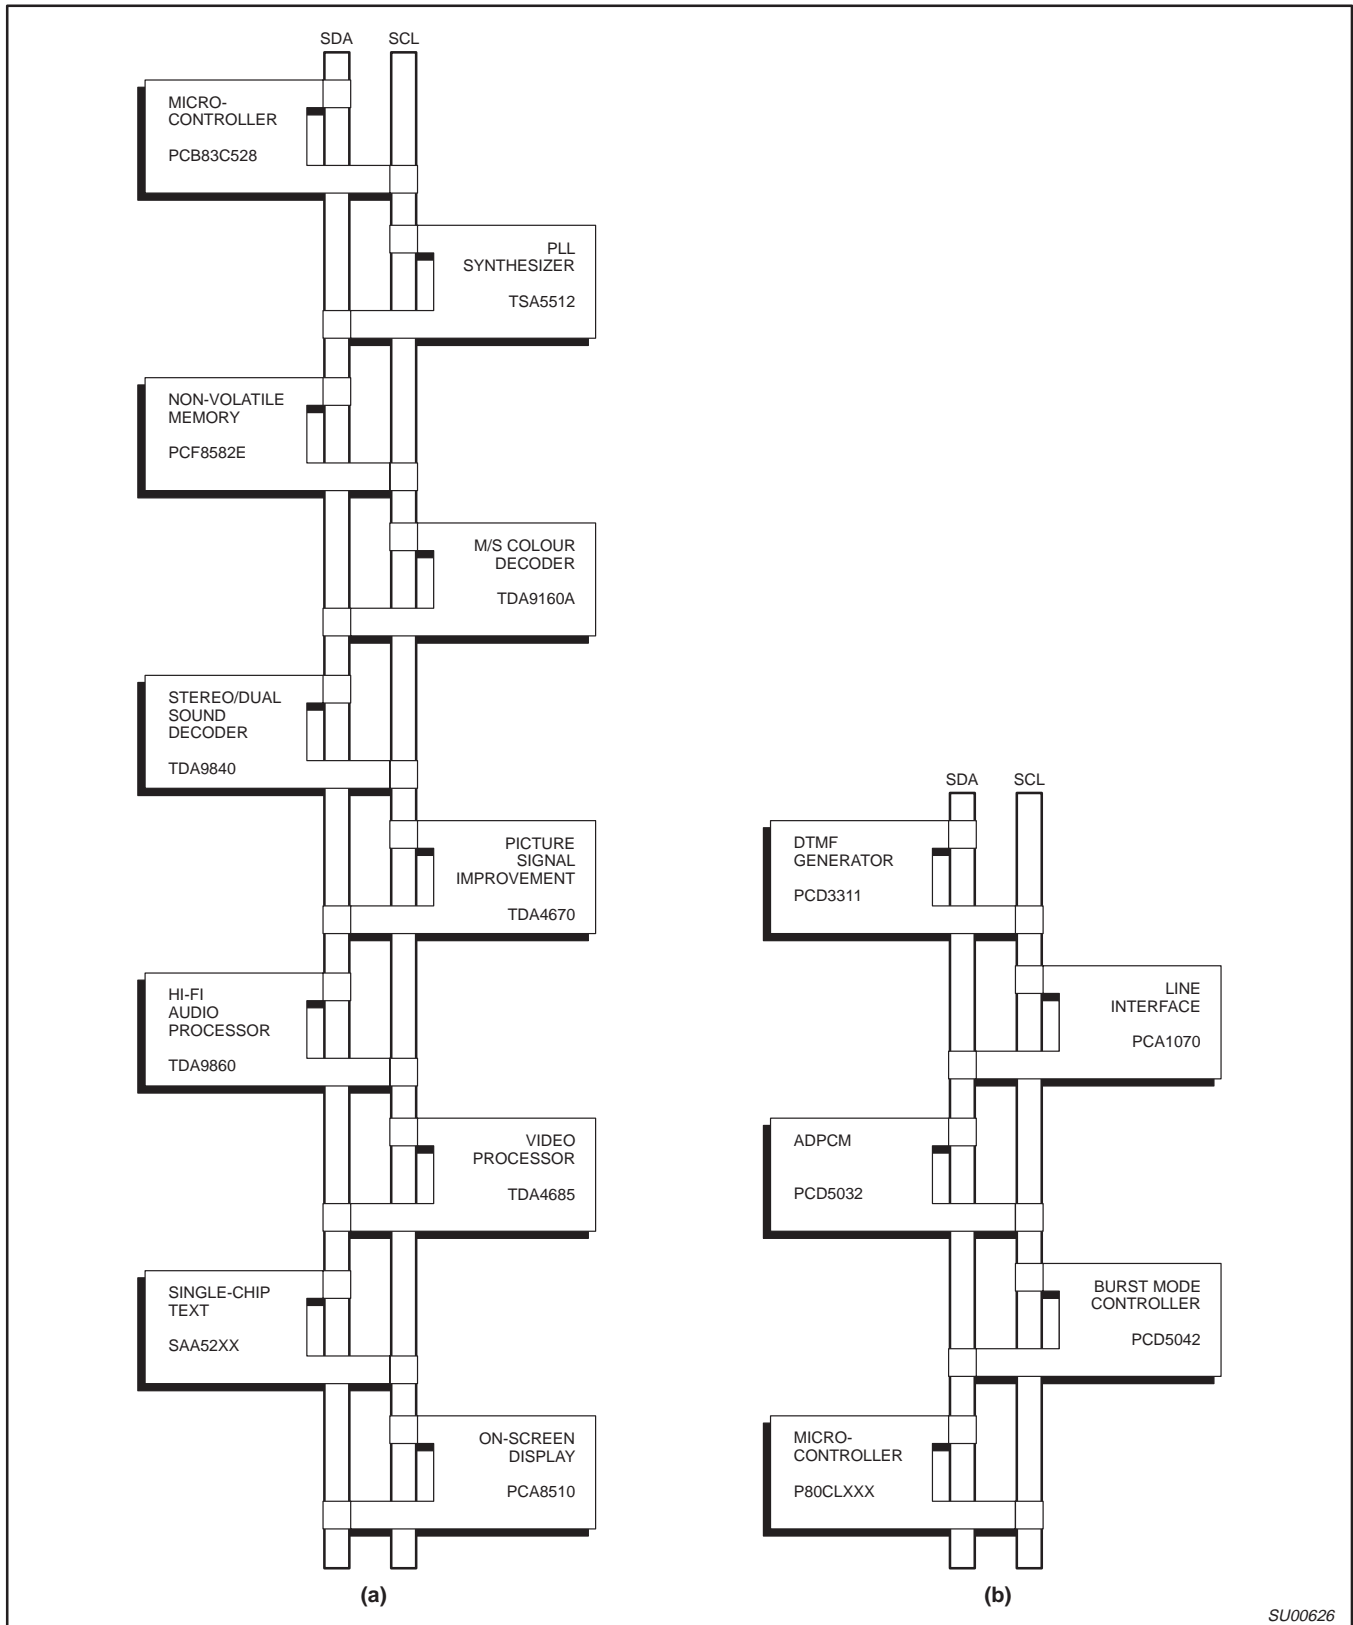 SDA SCL
MICRO-
CONTROLLER
PCB83C528
PLL
SYNTHESIZER
TSA5512
NON-VOLATILE
MEMORY
PCF8582E
M/S COLOUR
DECODER
TDA9160A
STEREO/DUAL
SOUND
DECODER
TDA9840
PICTURE
SIGNAL
IMPROVEMENT
TDA4670
HI-FI
AUDIO
PROCESSOR
TDA9860
VIDEO
PROCESSOR
TDA4685
SINGLE-CHIP
TEXT
SAA52XX
ON-SCREEN
DISPLAY
PCA8510
(a)
SDA SCL
DTMF
GENERATOR
PCD3311
LINE
INTERFACE
PCA1070
ADPCM
PCD5032
BURST MODE
CONTROLLER
PCD5042
MICRO-
CONTROLLER
P80CLXXX
(b)
SU00626